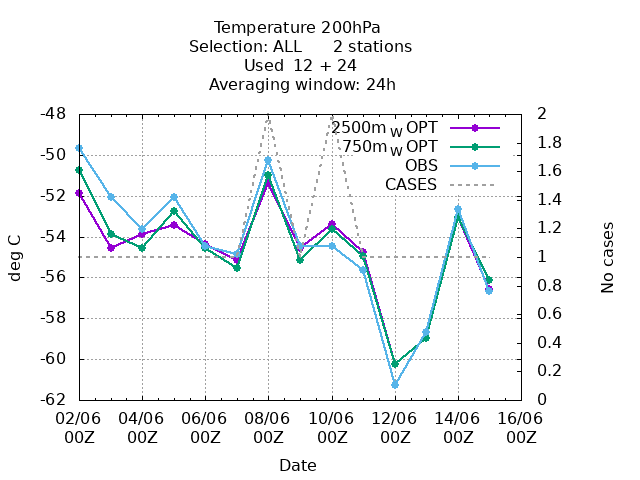 Temperature 200hPa
Selection: ALL      2 stations
Used  12 + 24
Averaging window: 24h
-48
-50
-52
-54
-56
-58
-60
-62
deg C
2500m_W OPT
750m_W OPT
OBS
CASES
2
1.8
1.6
1.4
1.2
1
0.8
0.6
0.4
0.2
0
No cases
02/06 04/06 06/06 08/06 10/06 12/06 14/06 16/06
00Z 00Z 00Z 00Z 00Z 00Z 00Z 00Z
Date